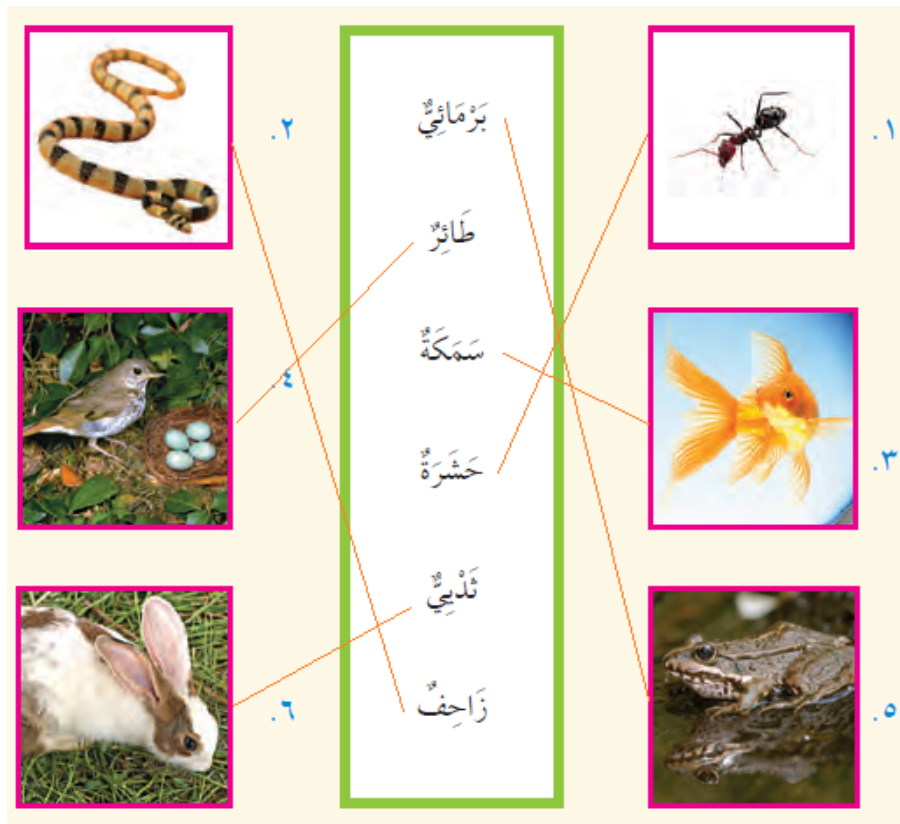 ١.
٢.
٣.
٤.
٥.
٦.
بَرْمَائِيٌّ
طَائِرٌ
سَمَكَةٌ
حَشَرَةٌ
ثَدْيِيٌّ
زَاحِفٌ